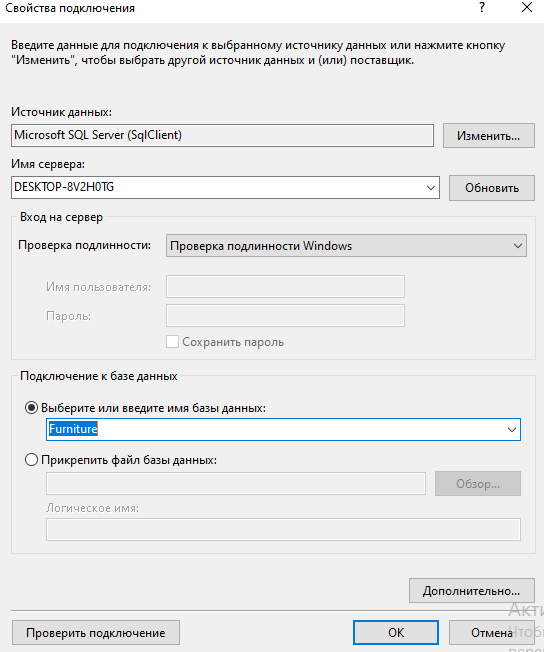 Свойства подключения
?
Введите данные для подключения к выбранному источнику данных или нажмите кнопку
"Изменить", чтобы выбрать другой источник данных и (или) поставщик.
Источник данных:
Microsoft SQL Server (SqlClient)
Изменить...
Имя сервера:
DESKTOP-8V2H0TG
Обновить
Вход на сервер
Проверка подлинности:
Проверка подлинности Windows
Имя пользователя:
Пароль:
Сохранить пароль
Подключение к базе данных
Выберите или введите имя базы данных:
Furniture
Прикрепить файл базы данных:
Обзор...
Логическое имя:
Дополнительно...
Проверить подключение
OK
Отмена